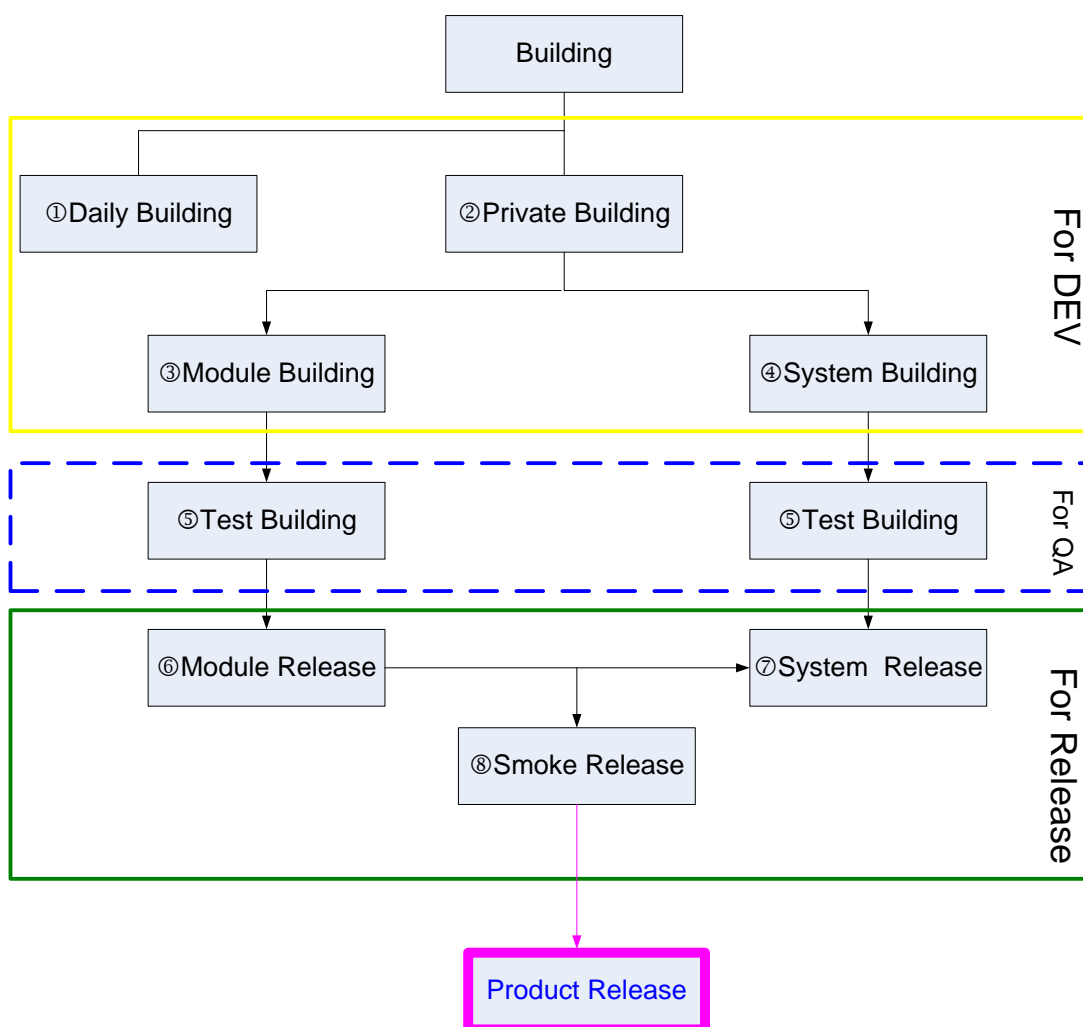 Building
①Daily Building
②Private Building
For DEV
③Module Building
④System Building
⑤Test Building
⑤Test Building
For QA
⑥Module Release
⑦System  Release
For Release
⑧Smoke Release
Product Release